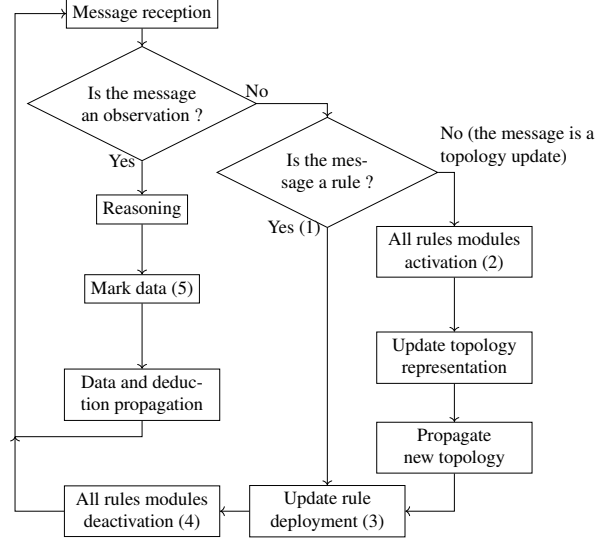 Message reception
Is the message
an observation ?
No
Yes
Is the mes-
sage a rule ?
No (the message is a
topology update)
Yes (1)
Reasoning
All rules modules
activation (2)
Mark data (5)
Update topology
representation
Data and deduc-
tion propagation
Propagate
new topology
All rules modules
deactivation (4)
Update rule
deployment (3)